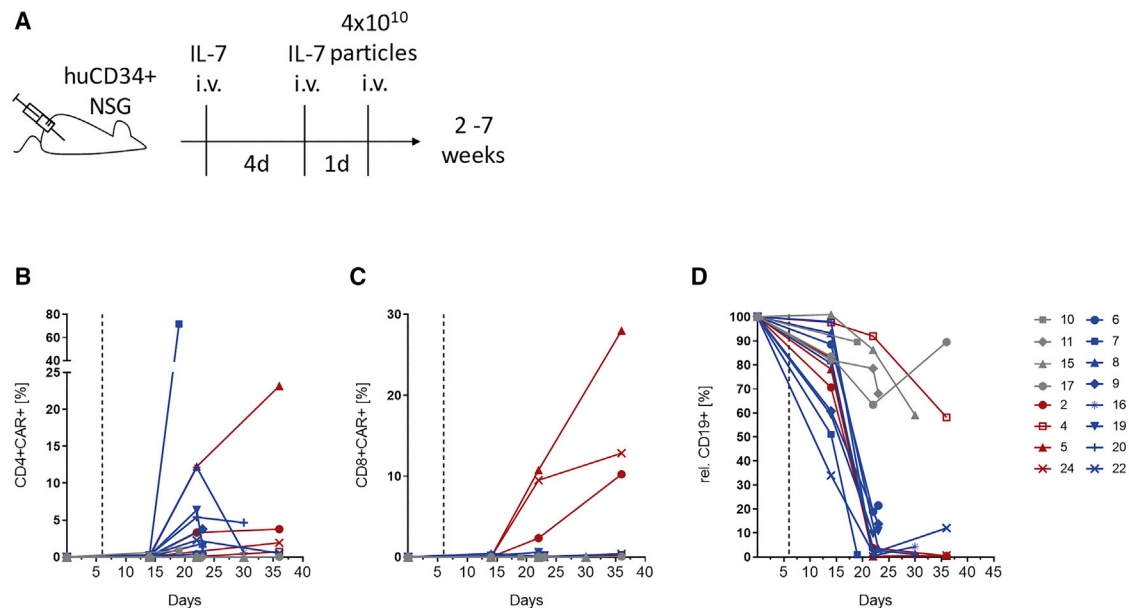 A
4x10¹⁰
IL-7 IL-7 particles
huCD34+
NSG
i.v. i.v. i.v.
4d 1d
2 -7
weeks
B
CD4+CAR+ [%]
80
60
40
25
20
15
10
5
0
5 10 15 20 25 30 35 40
Days
C
CD8+CAR+ [%]
30
20
10
0
0 5 10 15 20 25 30 35 40
Days
D
rel. CD19+ [%]
100
90
80
70
60
50
40
30
20
10
0
0 5 10 15 20 25 30 35 40 45
Days
10 6
11 7
15 8
17 9
2 16
4 19
5 20
24 22